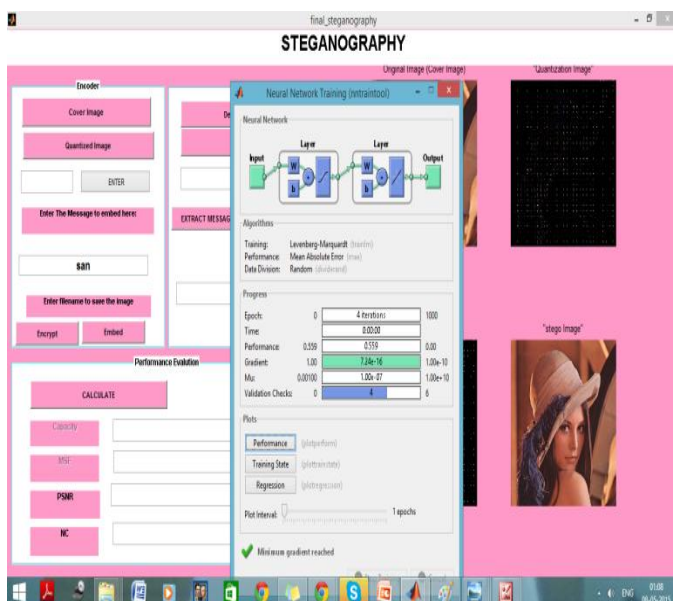 final_steganography
STEGANOGRAPHY
Original Image (Cover Image)
"Quantization Image"
Encoder
Cover Image
Quantized Image
ENTER
Enter The Message to embed here:
san
Enter filename to save the image
Encrypt
Embed
De
EXTRACT MESSAG
Performance Evalution
CALCULATE
Capacity
MSE
PSNR
NC
"stego Image"
Neural Network Training (nntraintool)
Neural Network
Layer
Layer
Input
Output
W
b
W
b
Algorithms
Training: Levenberg-Marquardt (trainlm)
Performance: Mean Absolute Error (mae)
Data Division: Random (dividerand)
Progress
Epoch: 0 4 iterations 1000
Time: 0:00:00
Performance: 0.559 0.559 0.00
Gradient: 1.00 7.24e-16 1.00e-10
Mu: 0.00100 1.00e-07 1.00e+10
Validation Checks: 0 4 6
Plots
Performance (plotperform)
Training State (plottrainstate)
Regression (plotregression)
Plot Interval: 1 epochs
Minimum gradient reached
ENG
01:08
06-05-2015